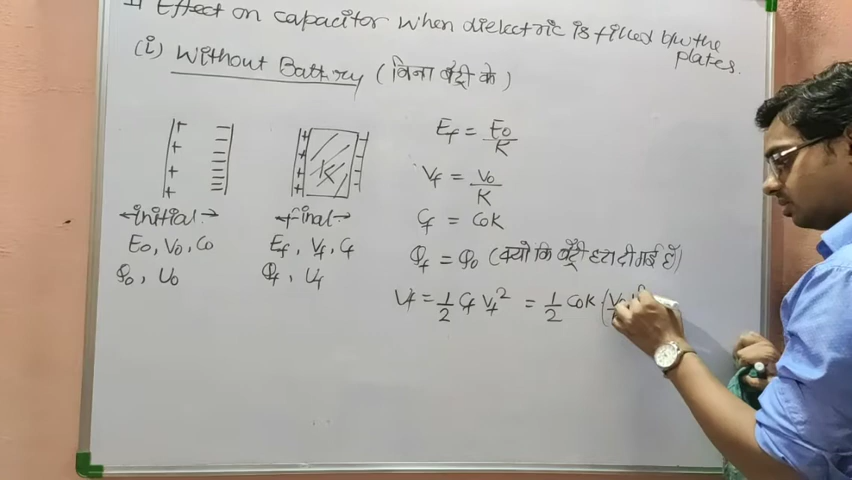 Effect on capacitor when dielectric is filled b/w the
plates.
(i) Without Battry (बिना बैट्री के)
+ + + +
+ + + + K
initial
final
E0, V0, C0
Ef, Vf, Cf
Q0, U0
Qf, Uf
Ef = E0/K
Vf = V0/K
Cf = C0K
Qf = Q0 (क्यों कि बैट्री हटा दी गई है)
Uf = 1/2 Cf Vf² = 1/2 C0K (V0